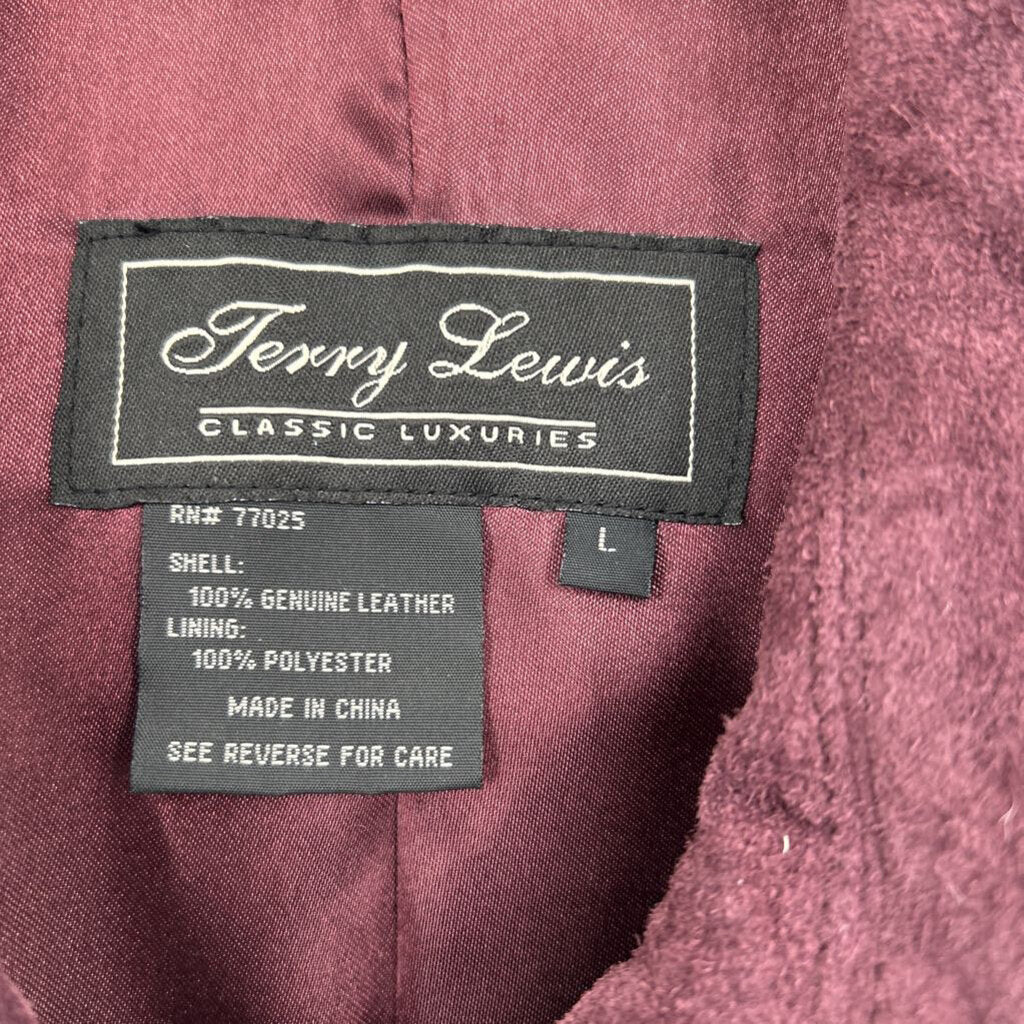 Terry Lewis
CLASSIC LUXURIES
RN# 77025
L
SHELL:
100% GENUINE LEATHER
LINING:
100% POLYESTER
MADE IN CHINA
SEE REVERSE FOR CARE